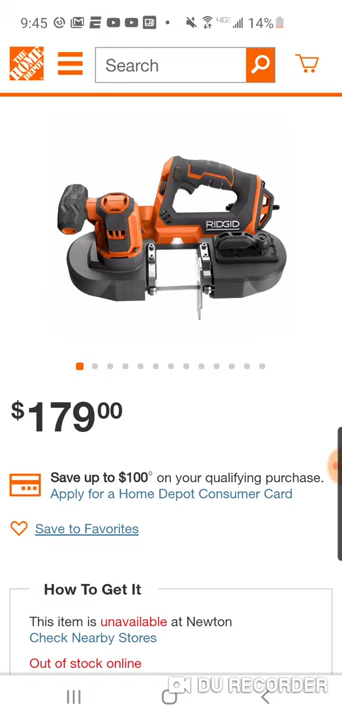 9:45 14%
THE HOME DEPOT
Search
RIDGID
$179.00
Save up to $100◊ on your qualifying purchase.
Apply for a Home Depot Consumer Card
Save to Favorites
How To Get It
This item is unavailable at Newton
Check Nearby Stores
Out of stock online
DU RECORDER